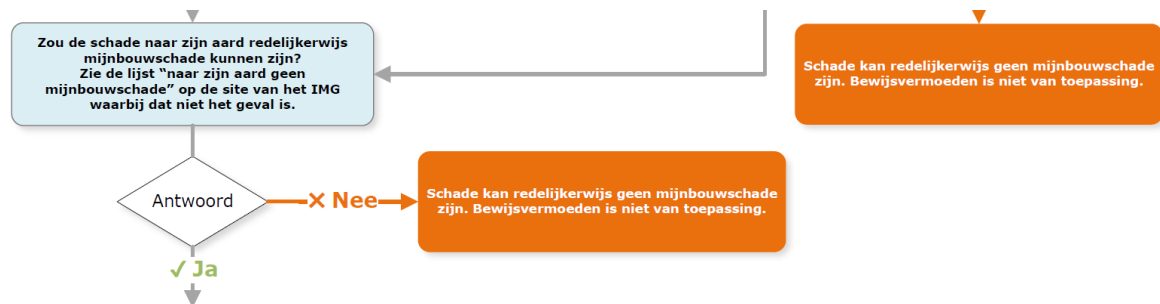 Zou de schade naar zijn aard redelijkerwijs
mijnbouwschade kunnen zijn?
Zie de lijst “naar zijn aard geen
mijnbouwschade” op de site van het IMG
waarbij dat niet het geval is.
Schade kan redelijkerwijs geen mijnbouwschade
zijn. Bewijsvermoeden is niet van toepassing.
Antwoord
✕ Nee
Schade kan redelijkerwijs geen mijnbouwschade
zijn. Bewijsvermoeden is niet van toepassing.
✓ Ja